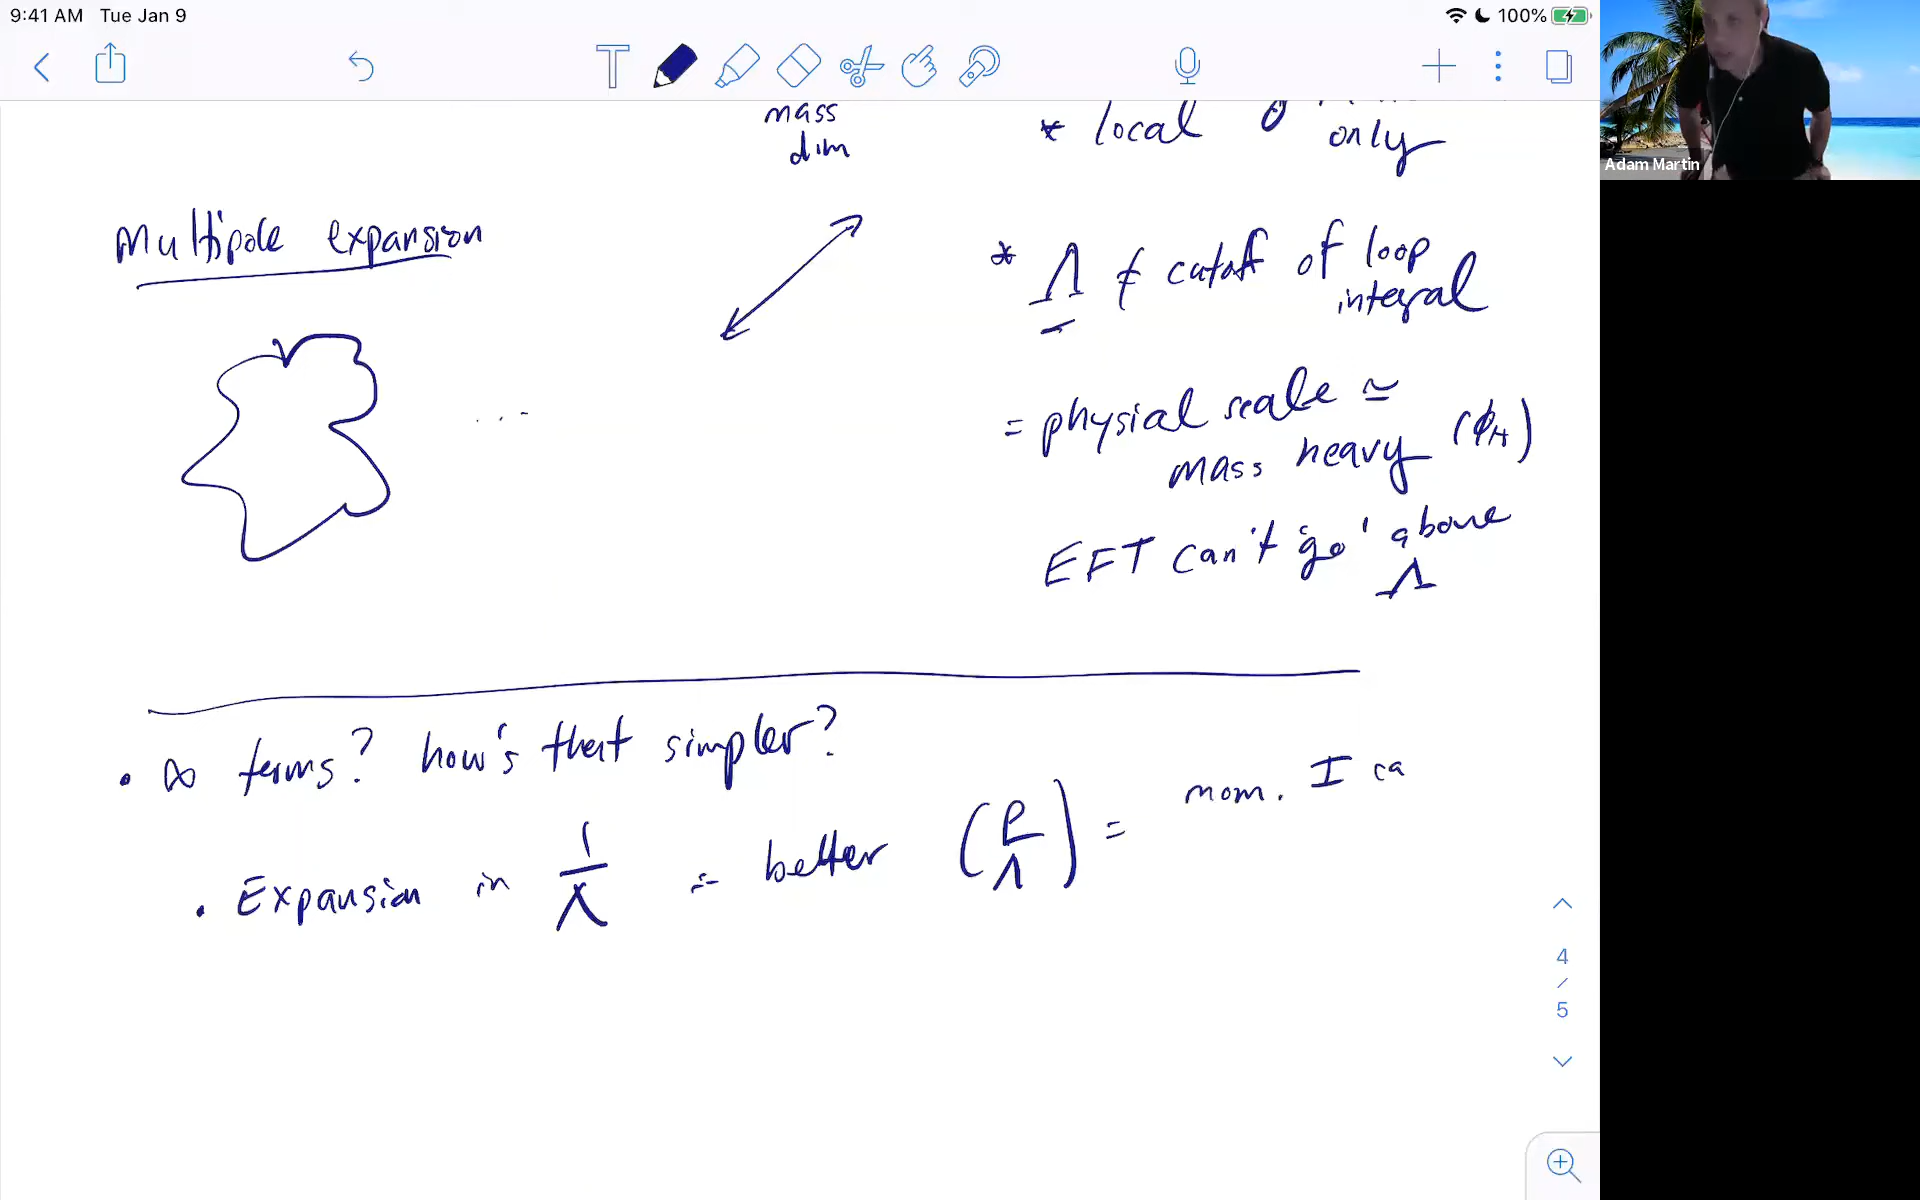 9:41 AM Tue Jan 9
100%
Adam Martin
mass
dim
* local O
only
Multipole expansion
* Λ ≠ cutoff of loop
integral
= physial scale ≃
mass heavy (ϕH)
EFT can't 'go' above
Λ
...
• ∞ terms? how's that simpler?
• Expansion in 1/Λ = better (P/Λ) = mom. I ca
4
/
5